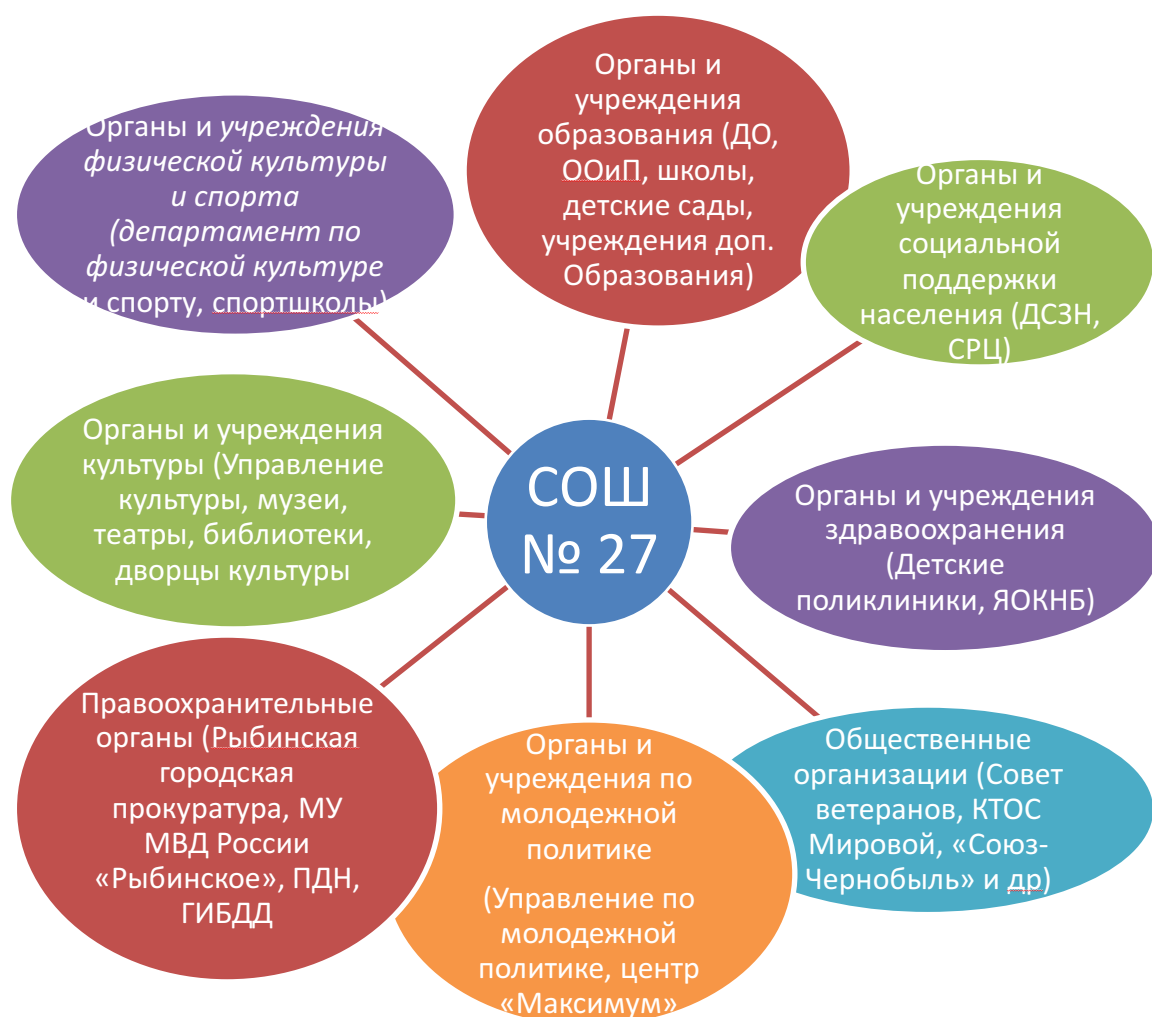 Органы и
учреждения
образования (ДО,
ООиП, школы,
детские сады,
учреждения доп.
Образования)
Органы и учреждения
физической культуры
и спорта
(департамент по
физической культуре
и спорту, спортшколы)
Органы и
учреждения
социальной
поддержки
населения (ДСЗН,
СРЦ)
Органы и учреждения
культуры (Управление
культуры, музеи,
театры, библиотеки,
дворцы культуры
СОШ
№ 27
Органы и учреждения
здравоохранения
(Детские
поликлиники, ЯОКНБ)
Правоохранительные
органы (Рыбинская
городская
прокуратура, МУ
МВД России
«Рыбинское», ПДН,
ГИБДД
Органы и
учреждения по
молодежной
политике
(Управление по
молодежной
политике, центр
«Максимум»
Общественные
организации (Совет
ветеранов, КТОС
Мировой, «Союз-
Чернобыль» и др)